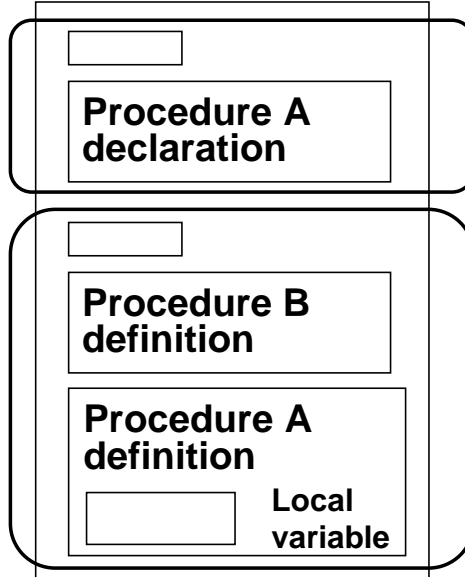 Procedure A
declaration
Procedure B
definition
Procedure A
definition
Local
variable